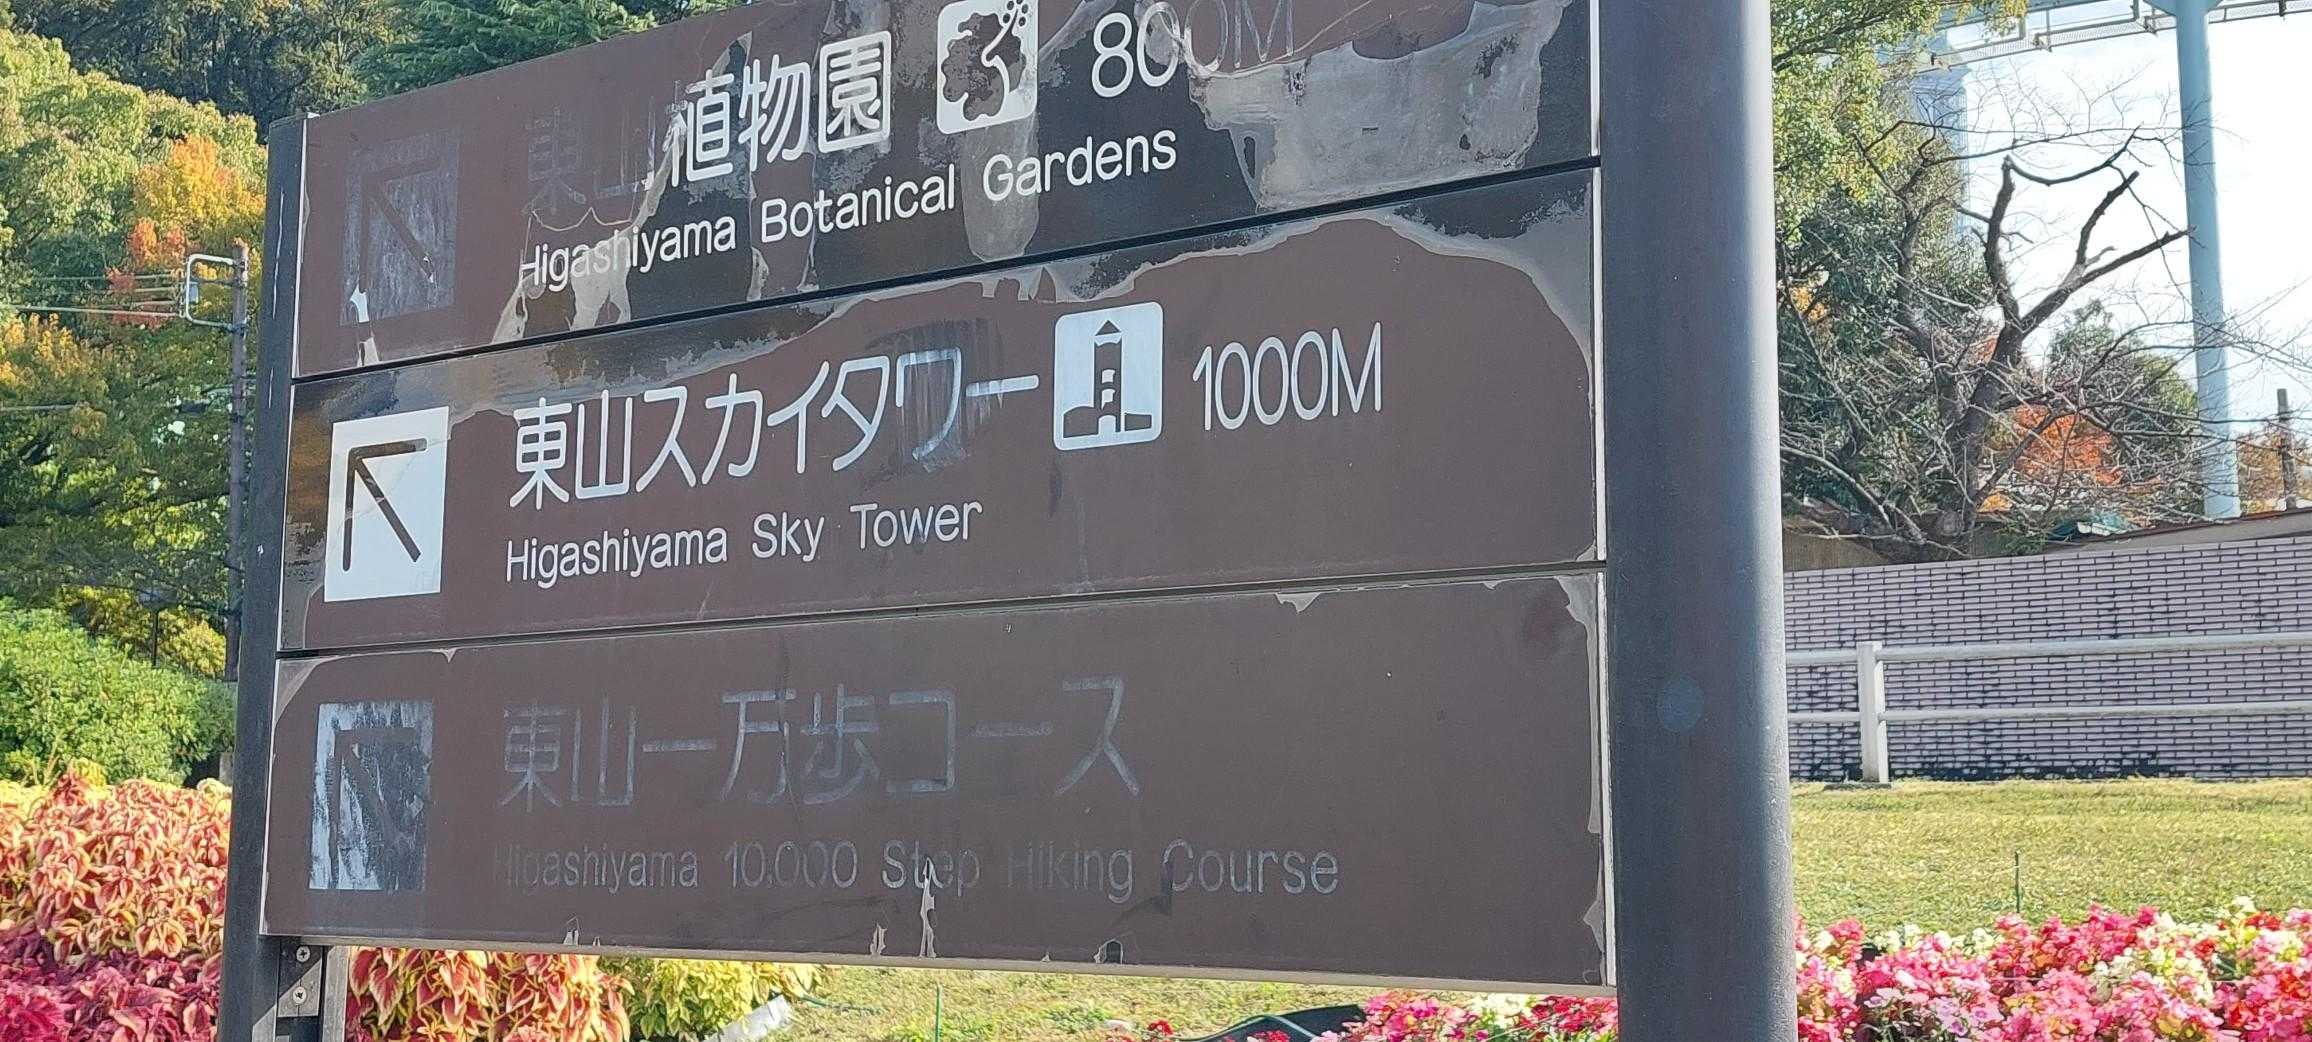 東山植物園 800M
Higashiyama Botanical Gardens
東山スカイタワー 1000M
Higashiyama Sky Tower
東山一万歩コース
Higashiyama 10,000 Step Hiking Course